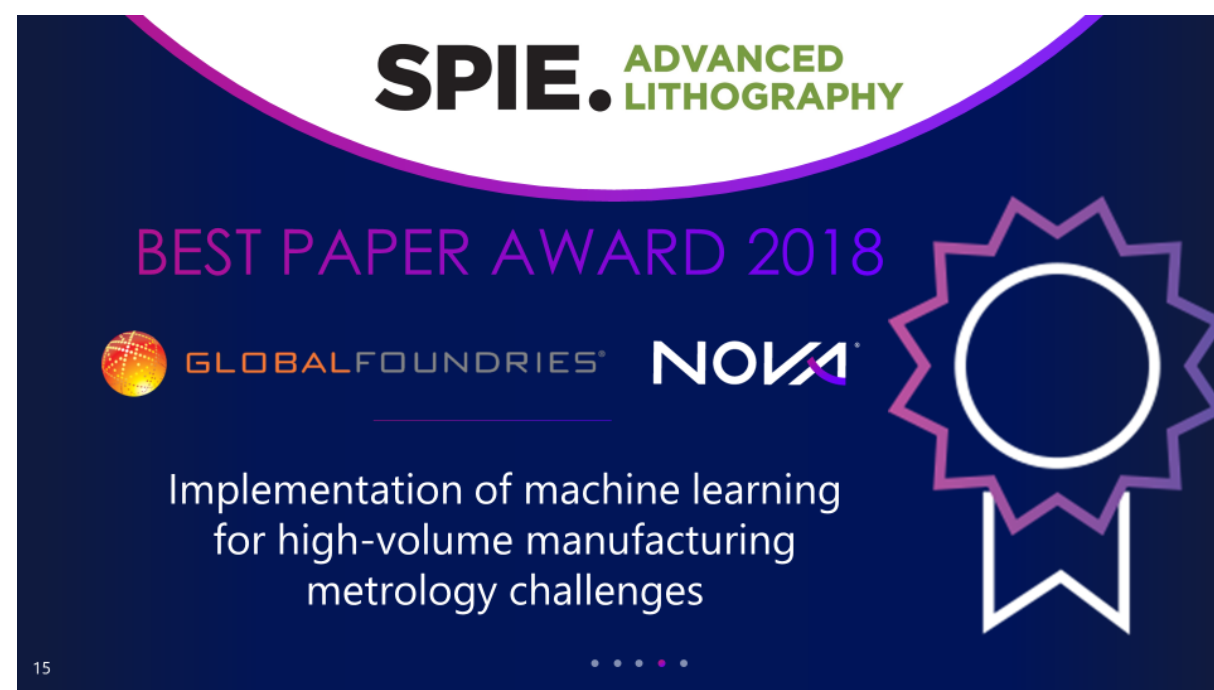 SPIE. ADVANCED
LITHOGRAPHY
BEST PAPER AWARD 2018
GLOBALFOUNDRIES® NOVA®
Implementation of machine learning
for high-volume manufacturing
metrology challenges
15